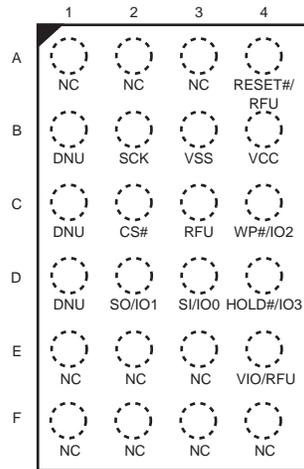 1 2 3 4
A
NC NC NC RESET#/
RFU
B
DNU SCK VSS VCC
C
DNU CS# RFU WP#/IO2
D
DNU SO/IO1 SI/IO0 HOLD#/IO3
E
NC NC NC VIO/RFU
F
NC NC NC NC